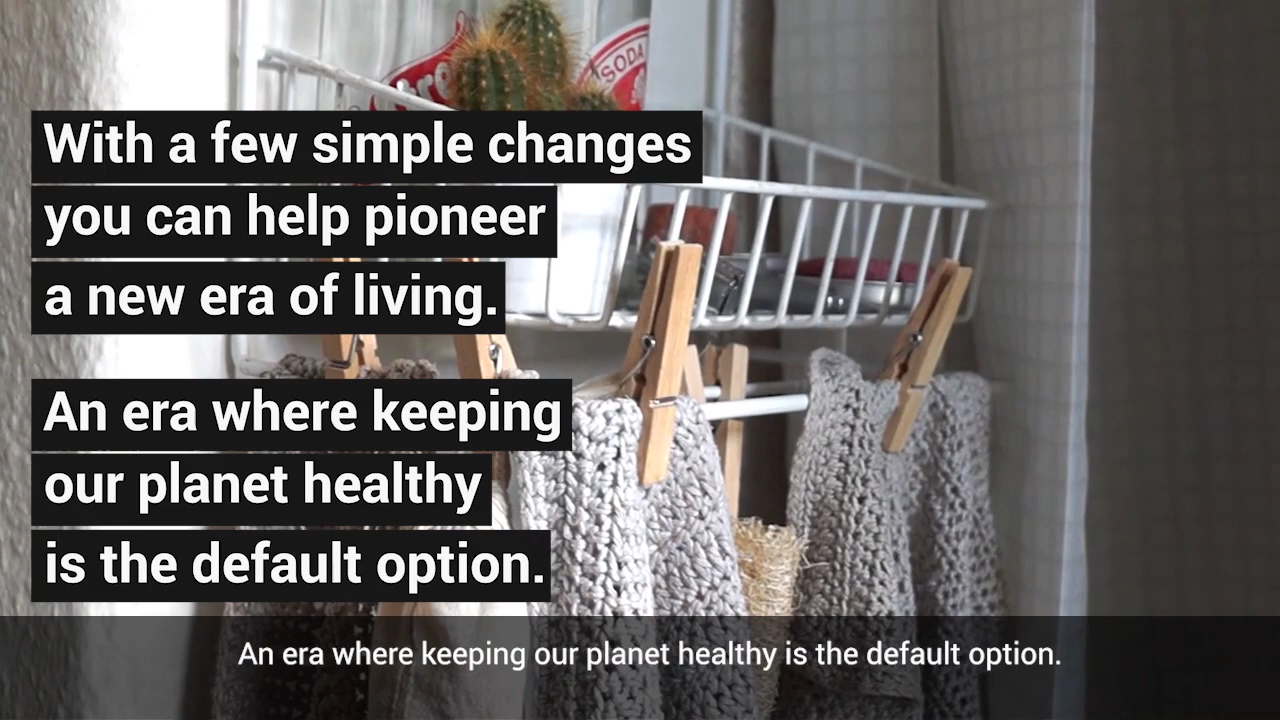 SODA
With a few simple changes
you can help pioneer
a new era of living.
An era where keeping
our planet healthy
is the default option.
An era where keeping our planet healthy is the default option.